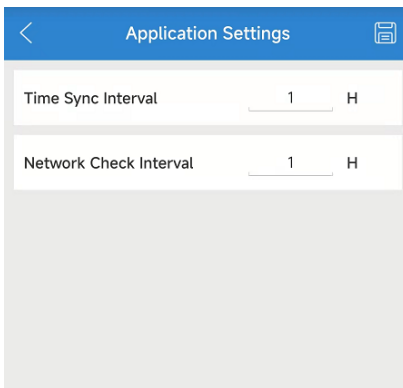 Application Settings
Time Sync Interval 1 H
Network Check Interval 1 H